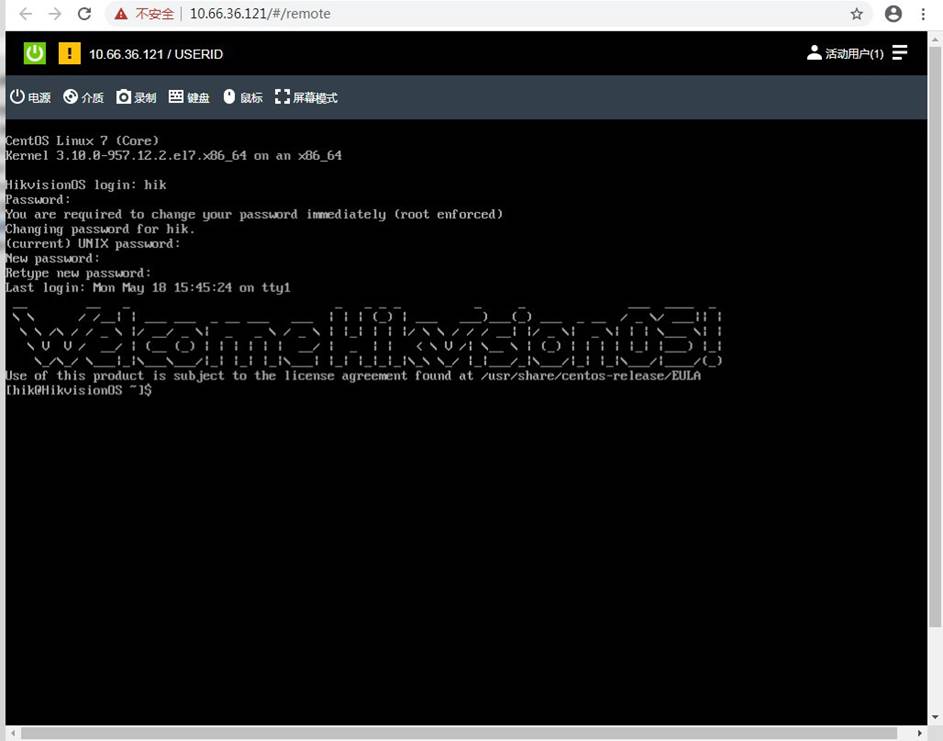 不安全 | 10.66.36.121/#/remote
10.66.36.121 / USERID
活动用户(1)
电源 介质 录制 键盘 鼠标 屏幕模式
CentOS Linux 7 (Core)
Kernel 3.10.0-957.12.2.el7.x86_64 on an x86_64
HikvisionOS login: hik
Password:
You are required to change your password immediately (root enforced)
Changing password for hik.
(current) UNIX password:
New password:
Retype new password:
Last login: Mon May 18 15:45:24 on tty1
WelcomeHikvisionOS!
Use of this product is subject to the license agreement found at /usr/share/centos-release/EULA
[hik@HikvisionOS ~]$